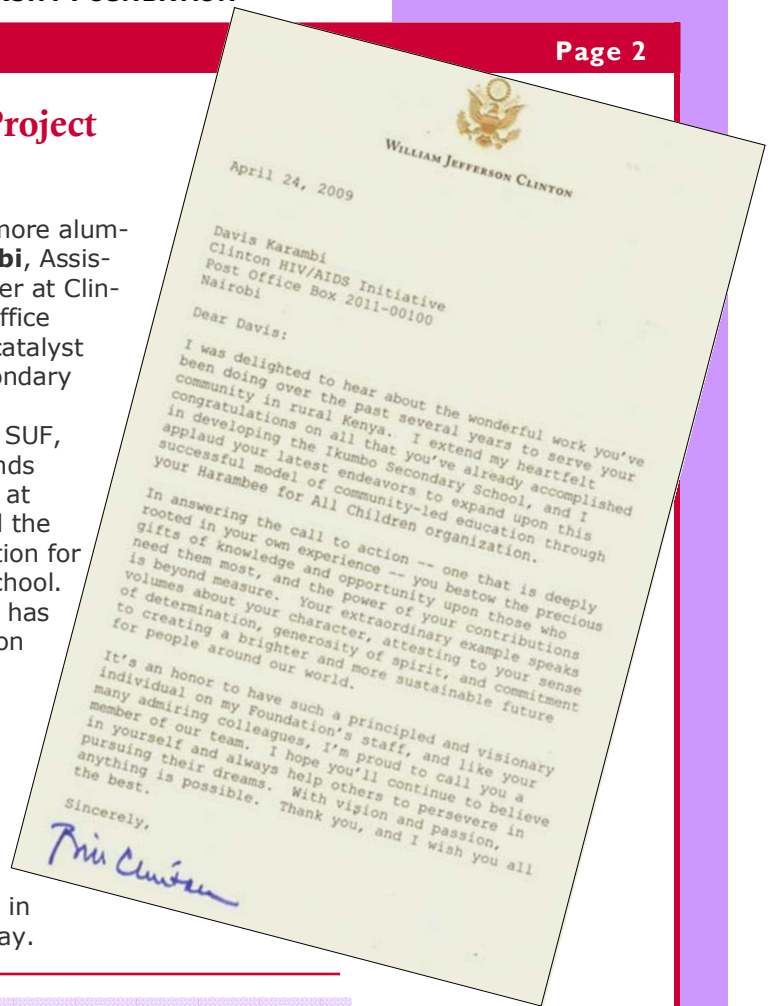 Page 2
Project
more alum-
bi, Assis-
er at Clin-
ffice
catalyst
ondary
SUF,
nds
at
the
tion for
chool.
has
on
in
ay.
WILLIAM JEFFERSON CLINTON
April 24, 2009
Davis Karambi
Clinton HIV/AIDS Initiative
Post Office Box 2011-00100
Nairobi
Dear Davis:
I was delighted to hear about the wonderful work you've
been doing over the past several years to serve your
community in rural Kenya. I extend my heartfelt
congratulations on all that you've already accomplished
in developing the Ikumbo Secondary School, and I
applaud your latest endeavors to expand upon this
successful model of community-led education through
your Harambee for All Children organization.
In answering the call to action -- one that is deeply
rooted in your own experience -- you bestow the precious
gifts of knowledge and opportunity upon those who
need them most, and the power of your contributions
is beyond measure. Your extraordinary example speaks
volumes about your character, attesting to your sense
of determination, generosity of spirit, and commitment
to creating a brighter and more sustainable future
for people around our world.
It's an honor to have such a principled and visionary
individual on my Foundation's staff, and like your
many admiring colleagues, I'm proud to call you a
member of our team. I hope you'll continue to believe
in yourself and always help others to persevere in
pursuing their dreams. With vision and passion,
anything is possible. Thank you, and I wish you all
the best.
Sincerely,
Bill Clinton